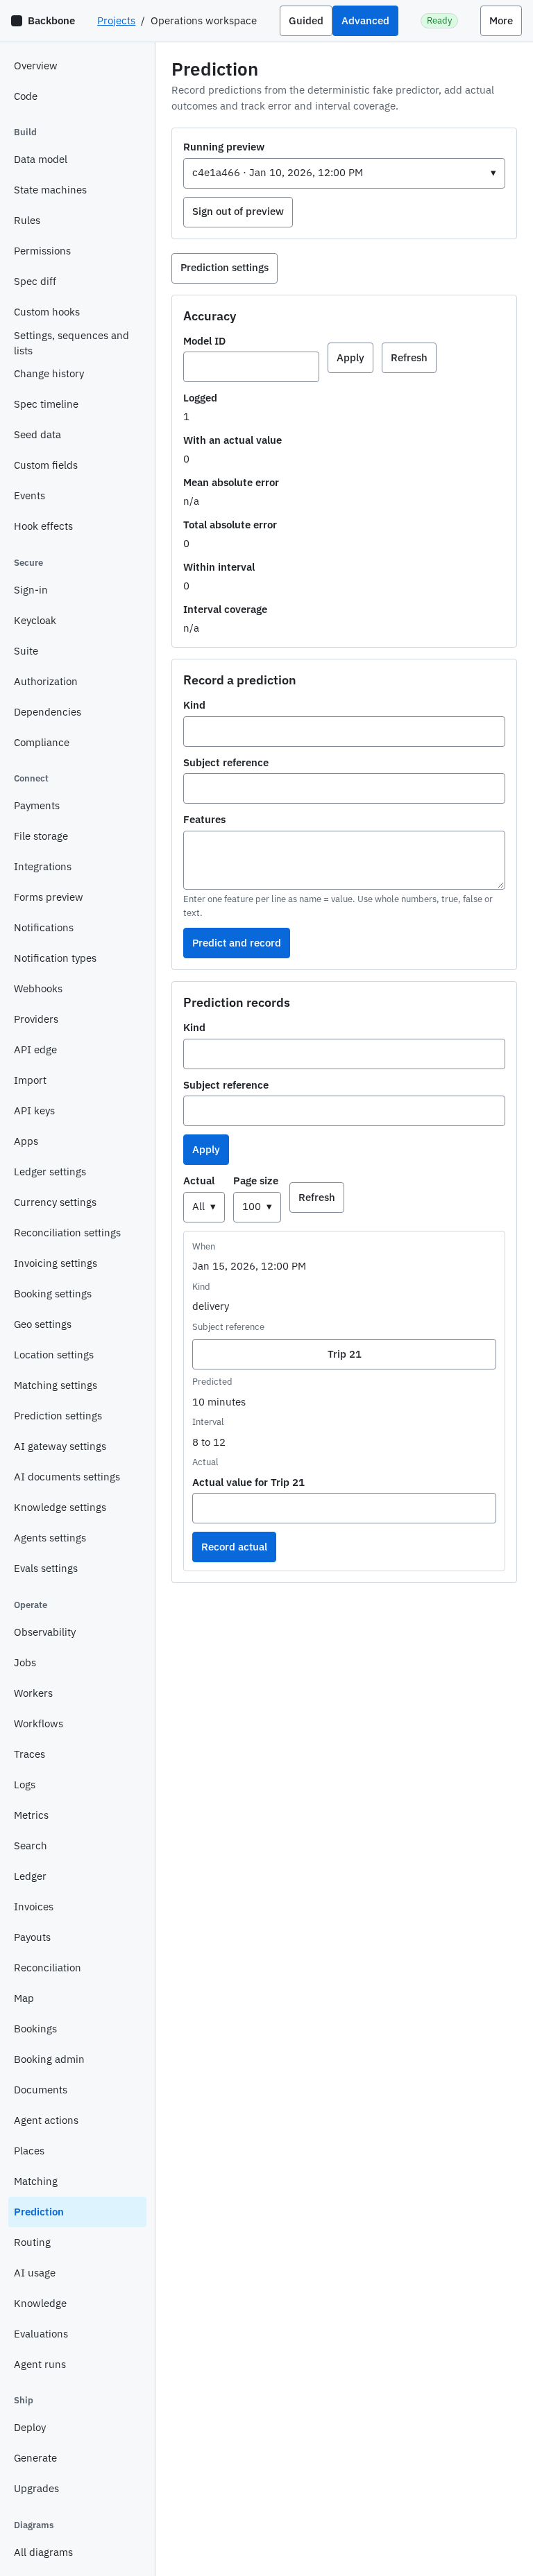 Backbone
Projects / Operations workspace
Guided
Advanced
Ready
More
Overview
Code
Build
Data model
State machines
Rules
Permissions
Spec diff
Custom hooks
Settings, sequences and
lists
Change history
Spec timeline
Seed data
Custom fields
Events
Hook effects
Secure
Sign-in
Keycloak
Suite
Authorization
Dependencies
Compliance
Connect
Payments
File storage
Integrations
Forms preview
Notifications
Notification types
Webhooks
Providers
API edge
Import
API keys
Apps
Ledger settings
Currency settings
Reconciliation settings
Invoicing settings
Booking settings
Geo settings
Location settings
Matching settings
Prediction settings
AI gateway settings
AI documents settings
Knowledge settings
Agents settings
Evals settings
Operate
Observability
Jobs
Workers
Workflows
Traces
Logs
Metrics
Search
Ledger
Invoices
Payouts
Reconciliation
Map
Bookings
Booking admin
Documents
Agent actions
Places
Matching
Prediction
Routing
AI usage
Knowledge
Evaluations
Agent runs
Ship
Deploy
Generate
Upgrades
Diagrams
All diagrams
Prediction
Record predictions from the deterministic fake predictor, add actual
outcomes and track error and interval coverage.
Running preview
c4e1a466 · Jan 10, 2026, 12:00 PM
Sign out of preview
Prediction settings
Accuracy
Model ID
Apply
Refresh
Logged
1
With an actual value
0
Mean absolute error
n/a
Total absolute error
0
Within interval
0
Interval coverage
n/a
Record a prediction
Kind
Subject reference
Features
Enter one feature per line as name = value. Use whole numbers, true, false or
text.
Predict and record
Prediction records
Kind
Subject reference
Apply
Actual
Page size
All
100
Refresh
When
Jan 15, 2026, 12:00 PM
Kind
delivery
Subject reference
Trip 21
Predicted
10 minutes
Interval
8 to 12
Actual
Actual value for Trip 21
Record actual